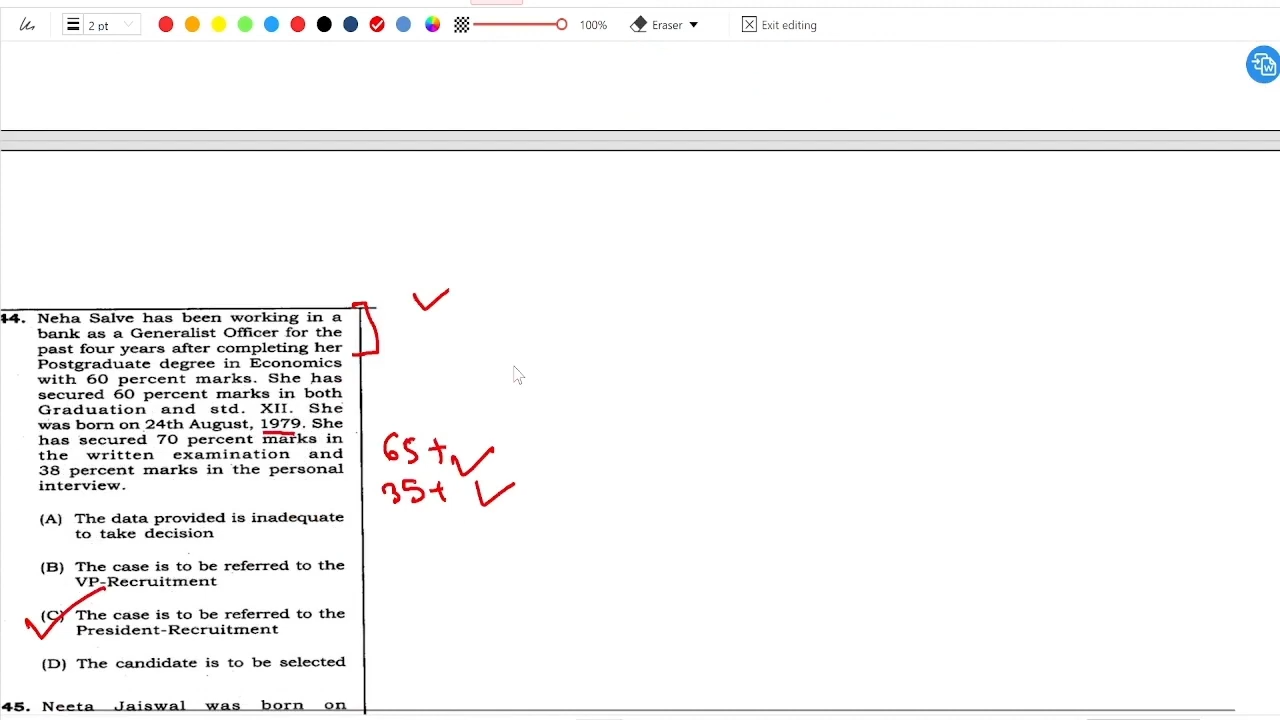 2 pt
100%
Eraser
Exit editing
44. Neha Salve has been working in a
bank as a Generalist Officer for the
past four years after completing her
Postgraduate degree in Economics
with 60 percent marks. She has
secured 60 percent marks in both
Graduation and std. XII. She
was born on 24th August, 1979. She
has secured 70 percent marks in
the written examination and
38 percent marks in the personal
interview.
65+
35+
(A) The data provided is inadequate
to take decision
(B) The case is to be referred to the
VP-Recruitment
(C) The case is to be referred to the
President-Recruitment
(D) The candidate is to be selected
45. Neeta Jaiswal was born on